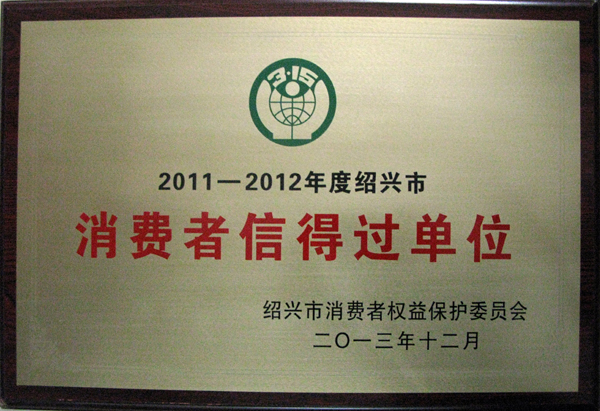 3·15
2011—2012年度绍兴市
消费者信得过单位
绍兴市消费者权益保护委员会
二〇一三年十二月